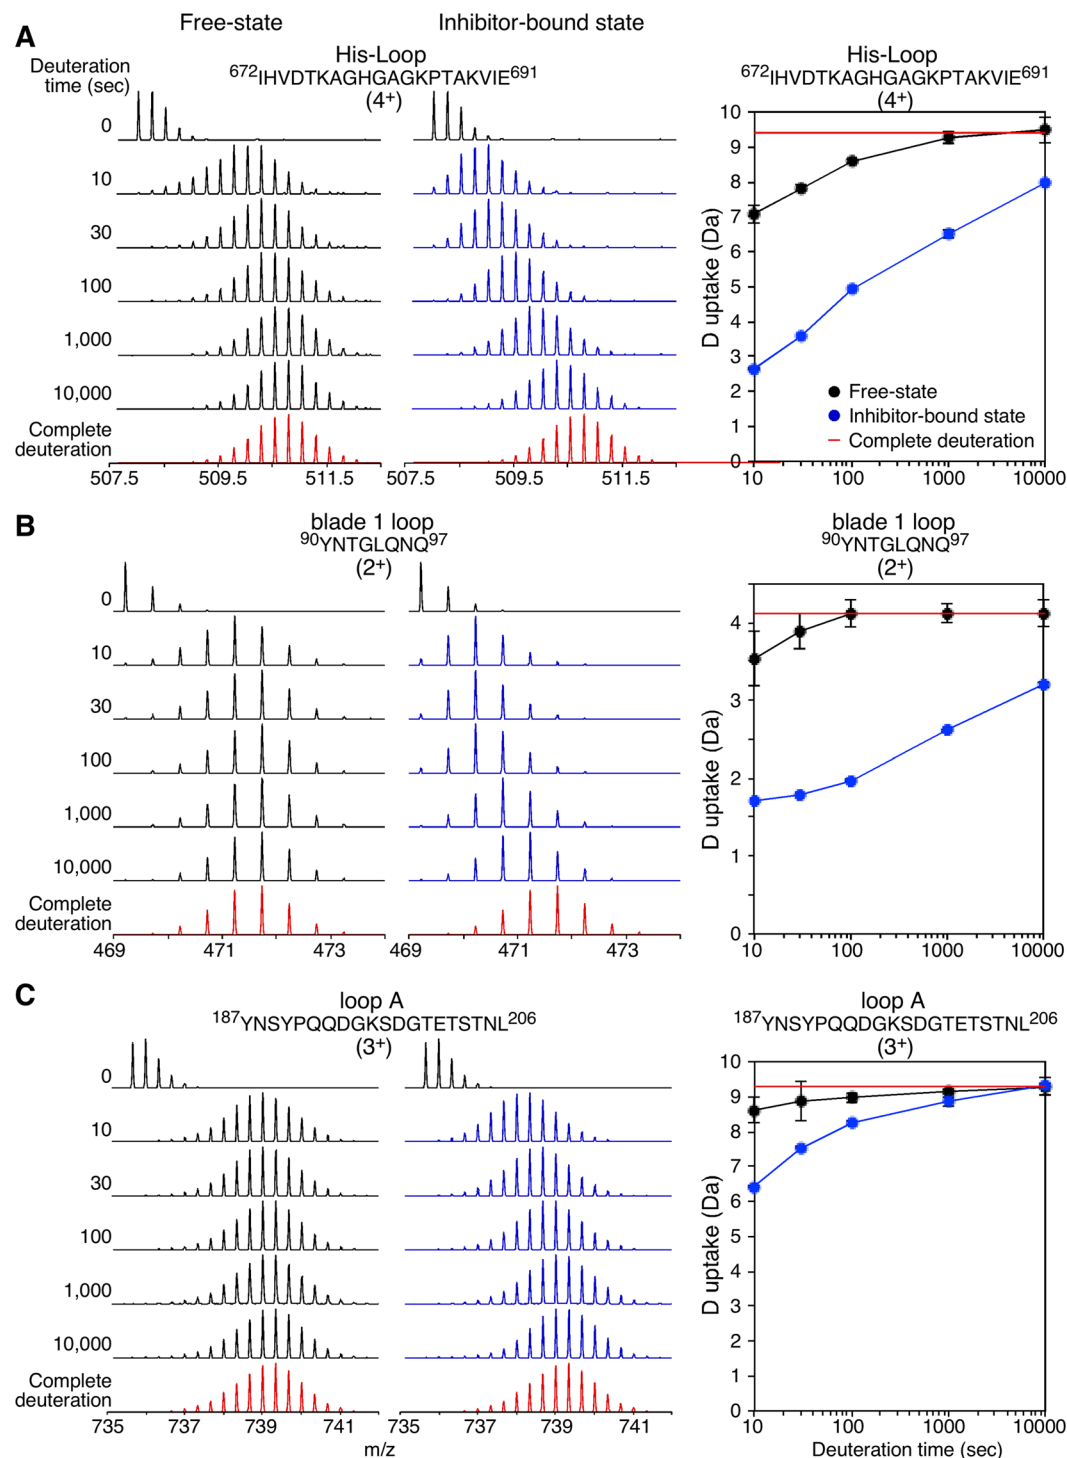 Free-state
Inhibitor-bound state
A
Deuteration
time (sec)
His-Loop
672IHVDTKAGHGAGKPTAKVIE691
(4+)
0
10
30
100
1,000
10,000
Complete
deuteration
507.5 509.5 511.5
507.5 509.5 511.5
His-Loop
672IHVDTKAGHGAGKPTAKVIE691
(4+)
D uptake (Da)
10
9
8
7
6
5
4
3
2
1
0
Free-state
Inhibitor-bound state
Complete deuteration
10 100 1000 10000
B
blade 1 loop
90YNTGLQNQ97
(2+)
0
10
30
100
1,000
10,000
Complete
deuteration
469 471 473
469 471 473
blade 1 loop
90YNTGLQNQ97
(2+)
D uptake (Da)
4
3
2
1
0
10 100 1000 10000
C
loop A
187YNSYPQQDGKSDGTETSTNL206
(3+)
0
10
30
100
1,000
10,000
Complete
deuteration
735 737 739 741
735 737 739 741
m/z
loop A
187YNSYPQQDGKSDGTETSTNL206
(3+)
D uptake (Da)
10
9
8
7
6
5
4
3
2
1
0
10 100 1000 10000
Deuteration time (sec)